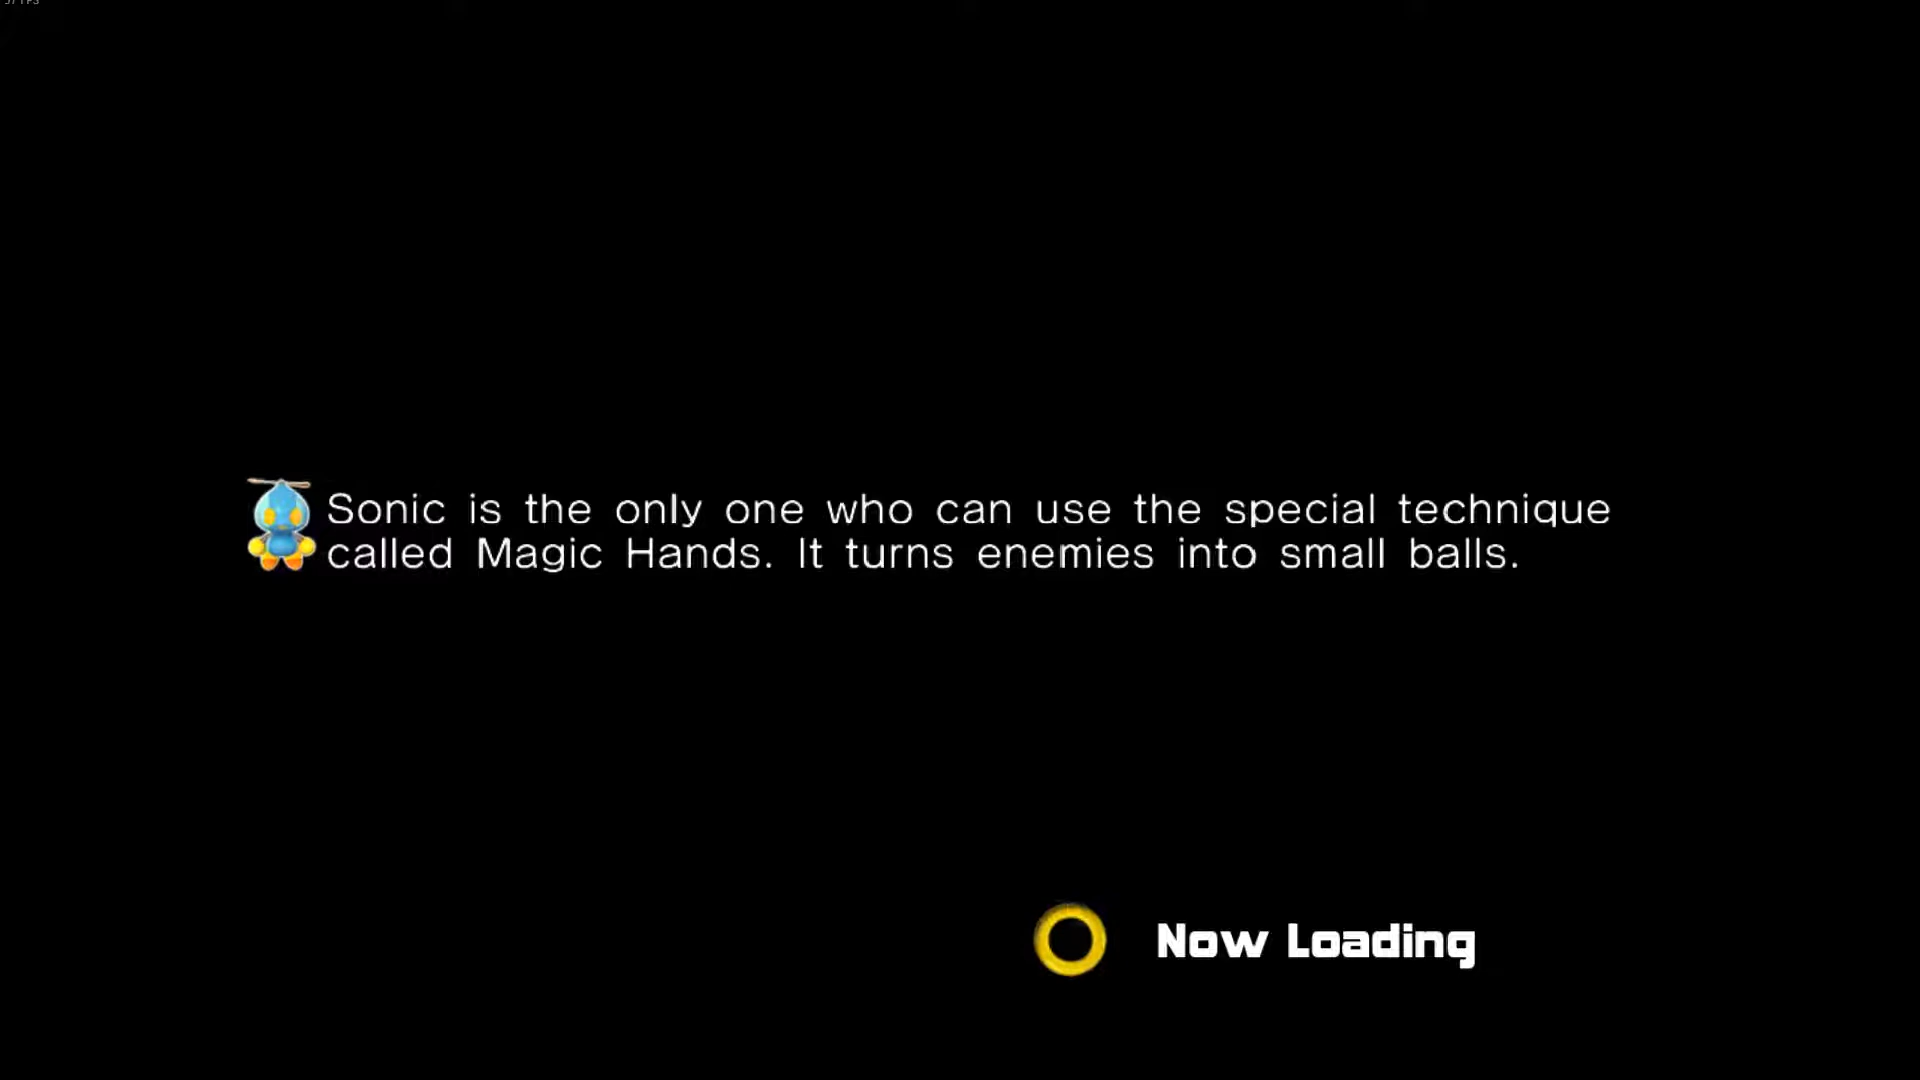 Sonic is the only one who can use the special technique
called Magic Hands. It turns enemies into small balls.
Now Loading